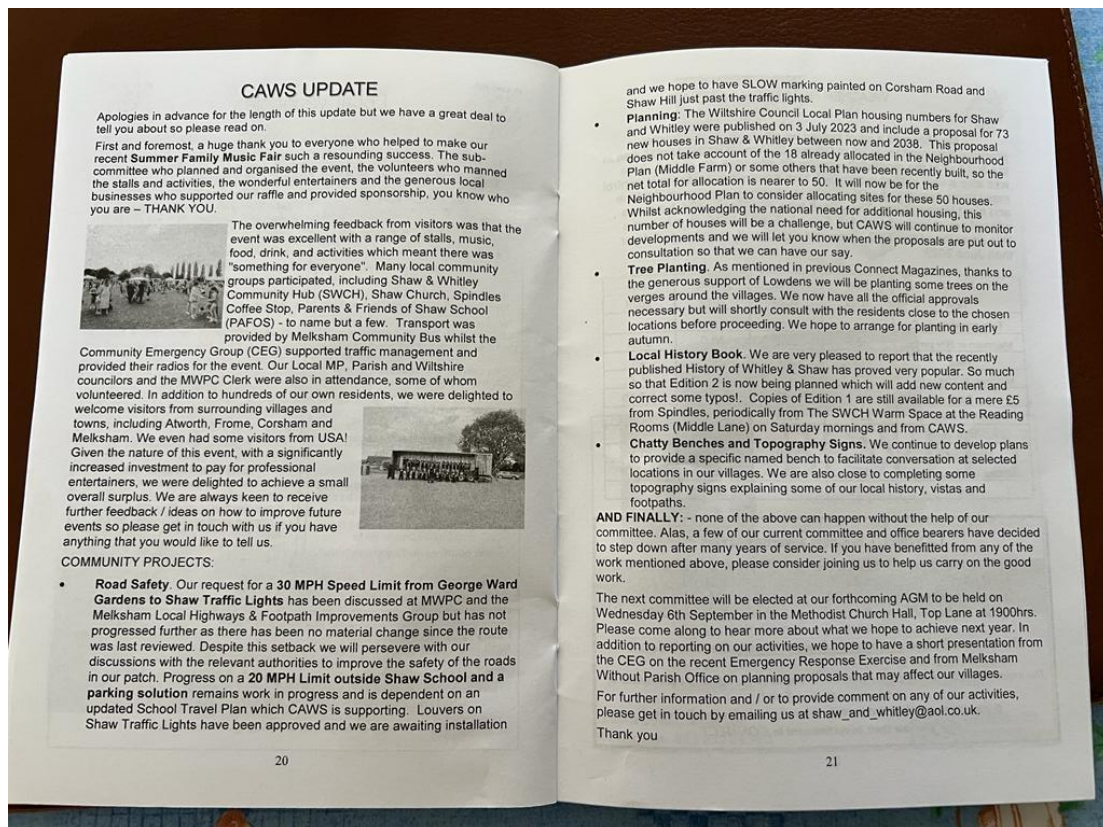 CAWS UPDATE
Apologies in advance for the length of this update but we have a great deal to
tell you about so please read on.
First and foremost, a huge thank you to everyone who helped to make our
recent Summer Family Music Fair such a resounding success. The sub-
committee who planned and organised the event, the volunteers who manned
the stalls and activities, the wonderful entertainers and the generous local
businesses who supported our raffle and provided sponsorship, you know who
you are – THANK YOU.
The overwhelming feedback from visitors was that the
event was excellent with a range of stalls, music,
food, drink, and activities which meant there was
"something for everyone". Many local community
groups participated, including Shaw & Whitley
Community Hub (SWCH), Shaw Church, Spindles
Coffee Stop, Parents & Friends of Shaw School
(PAFOS) - to name but a few. Transport was
provided by Melksham Community Bus whilst the
Community Emergency Group (CEG) supported traffic management and
provided their radios for the event. Our Local MP, Parish and Wiltshire
councilors and the MWPC Clerk were also in attendance, some of whom
volunteered. In addition to hundreds of our own residents, we were delighted to
welcome visitors from surrounding villages and
towns, including Atworth, Frome, Corsham and
Melksham. We even had some visitors from USA!
Given the nature of this event, with a significantly
increased investment to pay for professional
entertainers, we were delighted to achieve a small
overall surplus. We are always keen to receive
further feedback / ideas on how to improve future
events so please get in touch with us if you have
anything that you would like to tell us.
COMMUNITY PROJECTS:
• Road Safety. Our request for a 30 MPH Speed Limit from George Ward
Gardens to Shaw Traffic Lights has been discussed at MWPC and the
Melksham Local Highways & Footpath Improvements Group but has not
progressed further as there has been no material change since the route
was last reviewed. Despite this setback we will persevere with our
discussions with the relevant authorities to improve the safety of the roads
in our patch. Progress on a 20 MPH Limit outside Shaw School and a
parking solution remains work in progress and is dependent on an
updated School Travel Plan which CAWS is supporting. Louvers on
Shaw Traffic Lights have been approved and we are awaiting installation
20
and we hope to have SLOW marking painted on Corsham Road and
Shaw Hill just past the traffic lights.
• Planning: The Wiltshire Council Local Plan housing numbers for Shaw
and Whitley were published on 3 July 2023 and include a proposal for 73
new houses in Shaw & Whitley between now and 2038. This proposal
does not take account of the 18 already allocated in the Neighbourhood
Plan (Middle Farm) or some others that have been recently built, so the
net total for allocation is nearer to 50. It will now be for the
Neighbourhood Plan to consider allocating sites for these 50 houses.
Whilst acknowledging the national need for additional housing, this
number of houses will be a challenge, but CAWS will continue to monitor
developments and we will let you know when the proposals are put out to
consultation so that we can have our say.
• Tree Planting. As mentioned in previous Connect Magazines, thanks to
the generous support of Lowdens we will be planting some trees on the
verges around the villages. We now have all the official approvals
necessary but will shortly consult with the residents close to the chosen
locations before proceeding. We hope to arrange for planting in early
autumn.
• Local History Book. We are very pleased to report that the recently
published History of Whitley & Shaw has proved very popular. So much
so that Edition 2 is now being planned which will add new content and
correct some typos!. Copies of Edition 1 are still available for a mere £5
from Spindles, periodically from The SWCH Warm Space at the Reading
Rooms (Middle Lane) on Saturday mornings and from CAWS.
• Chatty Benches and Topography Signs. We continue to develop plans
to provide a specific named bench to facilitate conversation at selected
locations in our villages. We are also close to completing some
topography signs explaining some of our local history, vistas and
footpaths.
AND FINALLY: - none of the above can happen without the help of our
committee. Alas, a few of our current committee and office bearers have decided
to step down after many years of service. If you have benefitted from any of the
work mentioned above, please consider joining us to help us carry on the good
work.
The next committee will be elected at our forthcoming AGM to be held on
Wednesday 6th September in the Methodist Church Hall, Top Lane at 1900hrs.
Please come along to hear more about what we hope to achieve next year. In
addition to reporting on our activities, we hope to have a short presentation from
the CEG on the recent Emergency Response Exercise and from Melksham
Without Parish Office on planning proposals that may affect our villages.
For further information and / or to provide comment on any of our activities,
please get in touch by emailing us at shaw_and_whitley@aol.co.uk.
Thank you
21